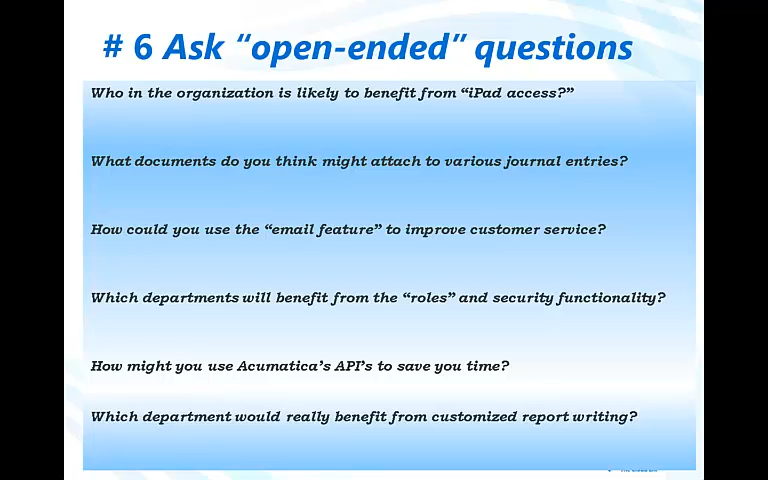 # 6 Ask “open-ended” questions
Who in the organization is likely to benefit from “iPad access?”
What documents do you think might attach to various journal entries?
How could you use the “email feature” to improve customer service?
Which departments will benefit from the “roles” and security functionality?
How might you use Acumatica’s API’s to save you time?
Which department would really benefit from customized report writing?